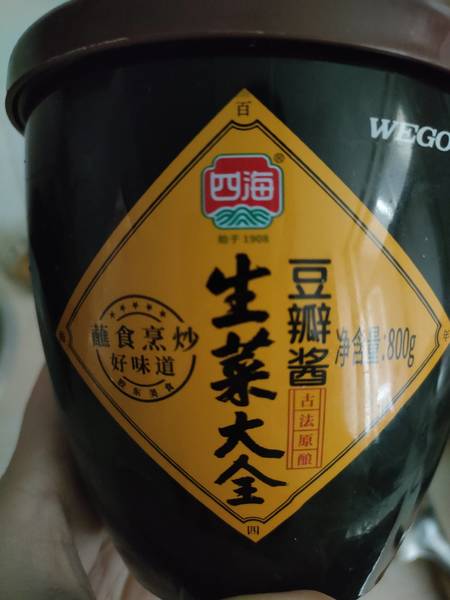 百
WEGO
四海®
始于1908
生菜大全
豆瓣酱
古法原酿
净含量:800g
蘸食烹炒
好味道
四